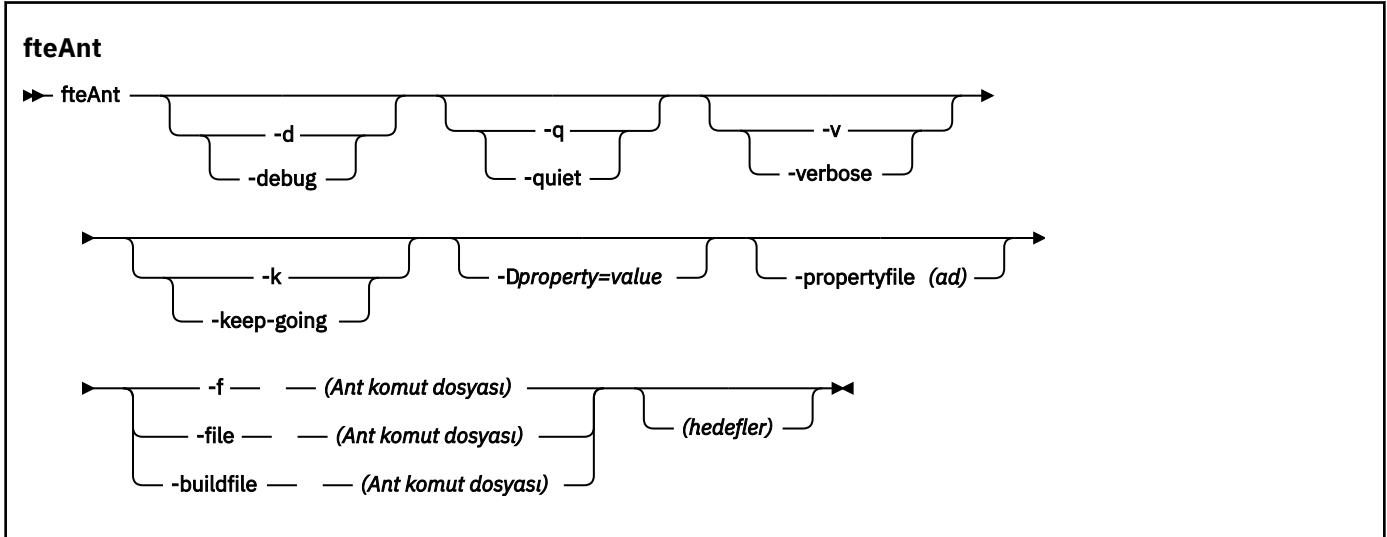 fteAnt
fteAnt -d -q -v
-debug -quiet -verbose
-k -Dproperty=value -propertyfile (ad)
-keep-going
-f (Ant komut dosyası)
-file (Ant komut dosyası) (hedefler)
-buildfile (Ant komut dosyası)